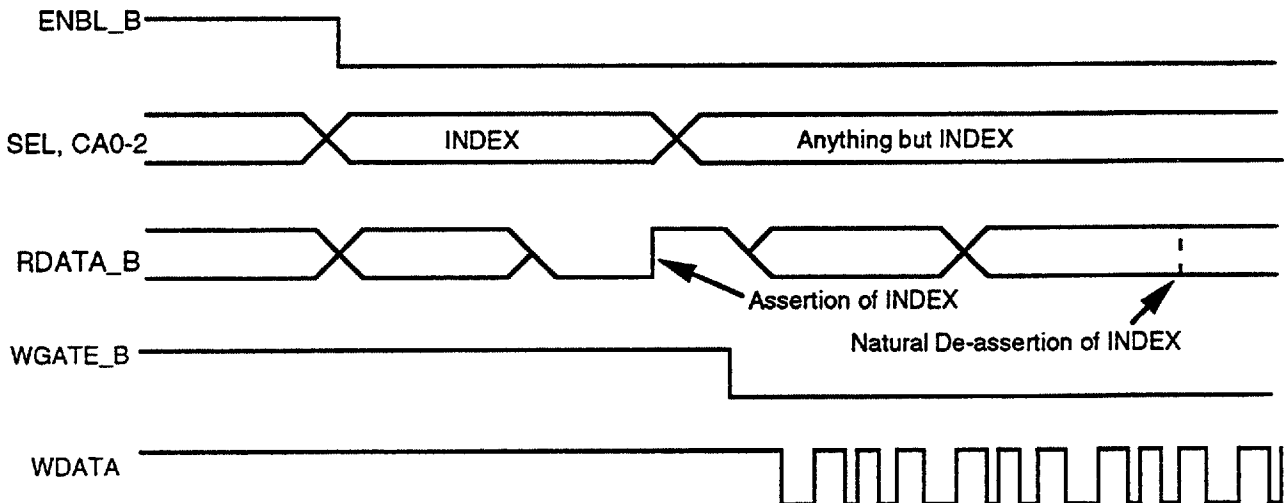 ENBL_B
SEL, CA0-2
INDEX
Anything but INDEX
RDATA_B
Assertion of INDEX
Natural De-assertion of INDEX
WGATE_B
WDATA